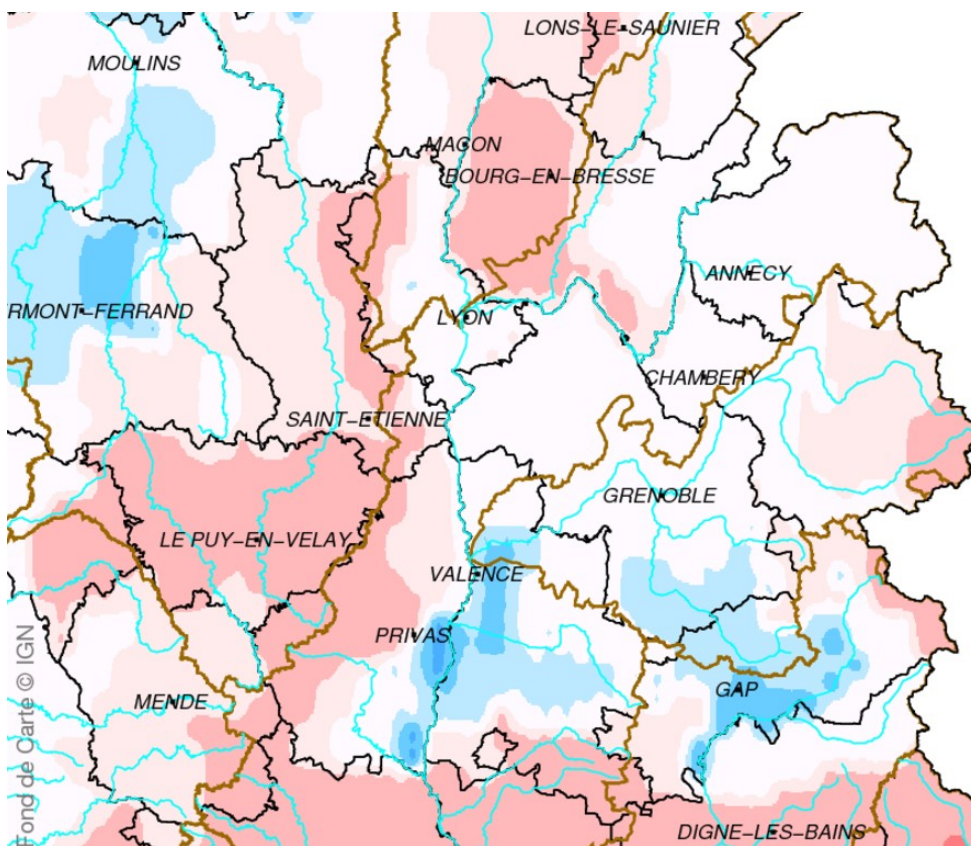 LONS-LE-SAUNIER
MOULINS
MACON
BOURG-EN-BRESSE
ANNECY
ERMONT-FERRAND
LYON
CHAMBERY
SAINT-ETIENNE
GRENOBLE
LE PUY-EN-VELAY
VALENCE
PRIVAS
GAP
MENDE
DIGNE-LES-BAINS
Fond de Carte © IGN